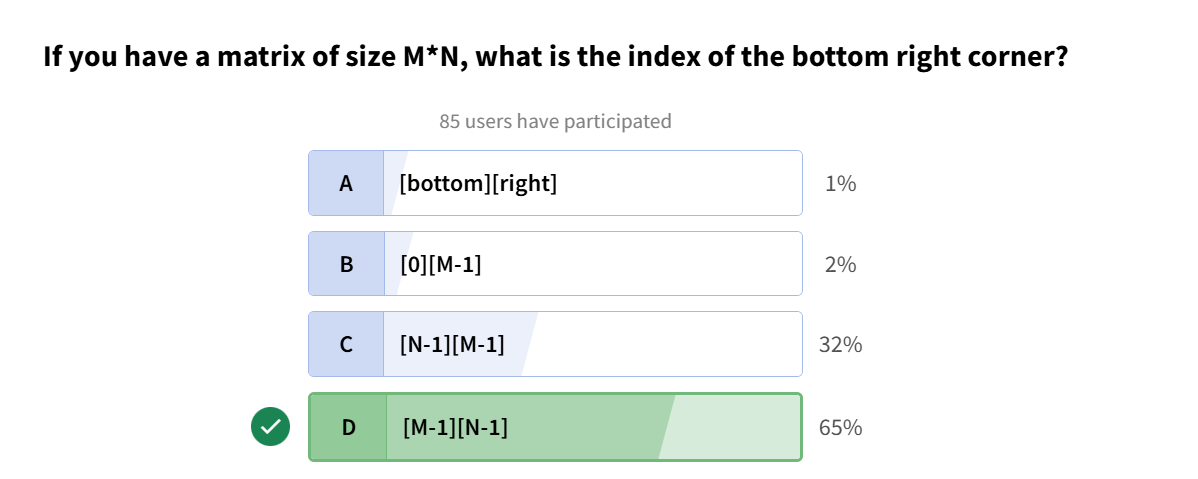 If you have a matrix of size M*N, what is the index of the bottom right corner?
85 users have participated
A [bottom][right] 1%
B [0][M-1] 2%
C [N-1][M-1] 32%
D [M-1][N-1] 65%